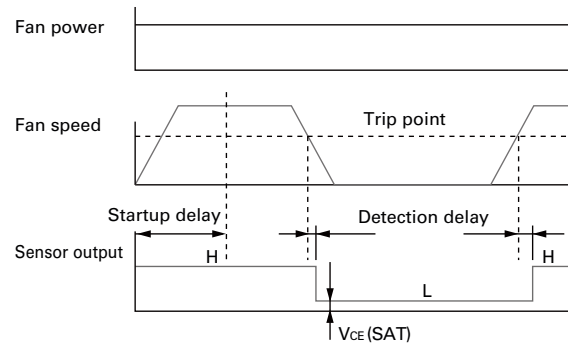 Fan power
Fan speed
Trip point
Startup delay
Detection delay
Sensor output
H
L
H
VCE (SAT)